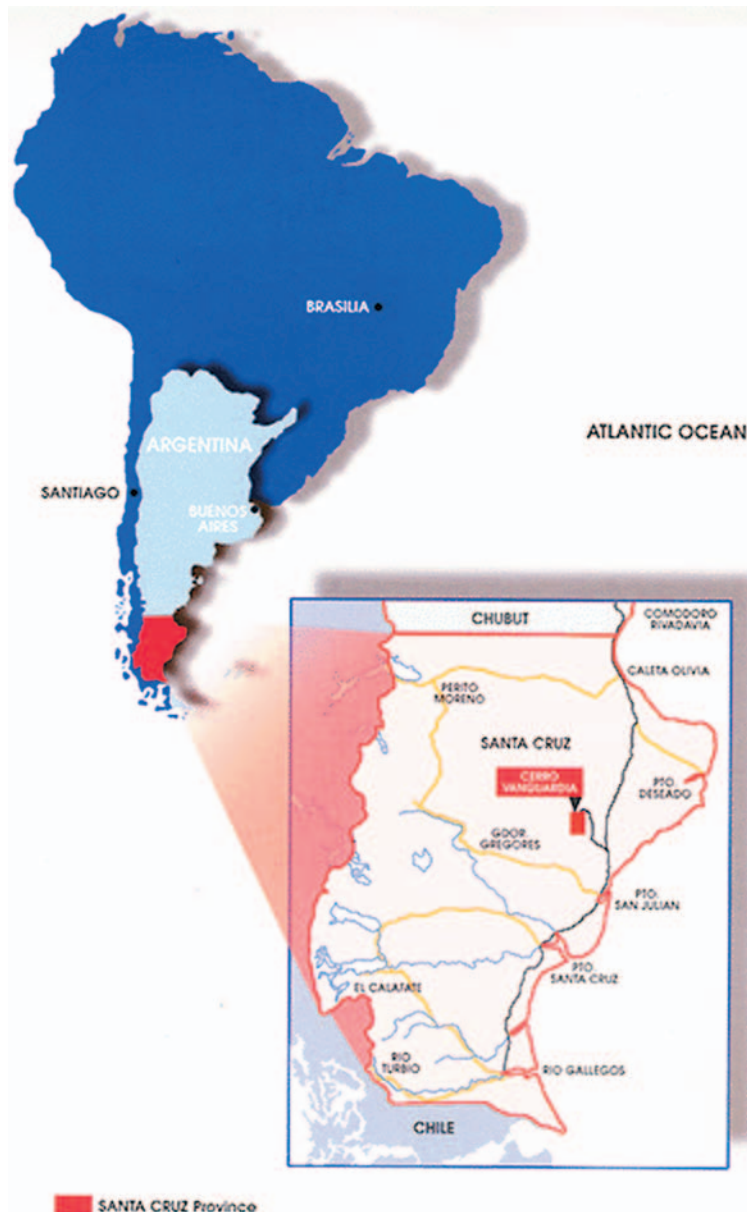 BRASILIA
ATLANTIC OCEAN
ARGENTINA
SANTIAGO
BUENOS
AIRES
CHUBUT
COMODORO
RIVADAVIA
CALETA OLIVIA
PERITO
MORENO
SANTA CRUZ
CERRO
VANGUARDIA
PTO.
DESEADO
GDOR.
GREGORES
PTO.
SAN JULIAN
PTO.
SANTA CRUZ
EL CALAFATE
RIO
TURBIO
RIO GALLEGOS
CHILE
SANTA CRUZ Province